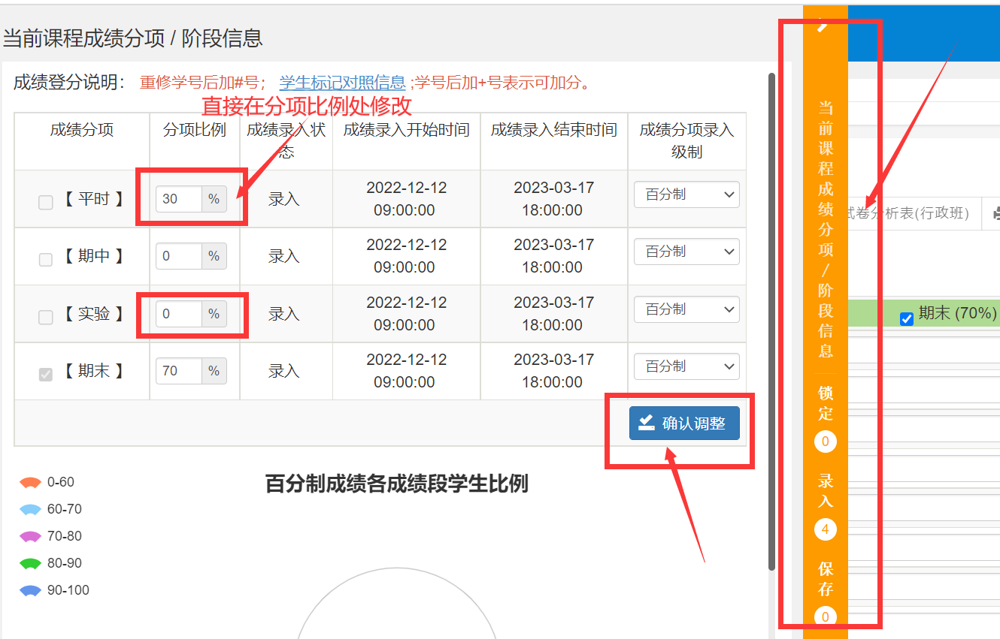 当前课程成绩分项 / 阶段信息
成绩登分说明： 重修学号后加#号； 学生标记对照信息 ;学号后加+号表示可加分。
直接在分项比例处修改
成绩分项 分项比例 成绩录入状态 成绩录入开始时间 成绩录入结束时间 成绩分项录入级制
【 平时 】 30 % 录入 2022-12-12 09:00:00 2023-03-17 18:00:00 百分制
【 期中 】 0 % 录入 2022-12-12 09:00:00 2023-03-17 18:00:00 百分制
【 实验 】 0 % 录入 2022-12-12 09:00:00 2023-03-17 18:00:00 百分制
【 期末 】 70 % 录入 2022-12-12 09:00:00 2023-03-17 18:00:00 百分制
确认调整
百分制成绩各成绩段学生比例
0-60
60-70
70-80
80-90
90-100
当前课程成绩分项/阶段信息
锁定
0
录入
4
保存
0
试卷分析表(行政班)
期末 (70%)